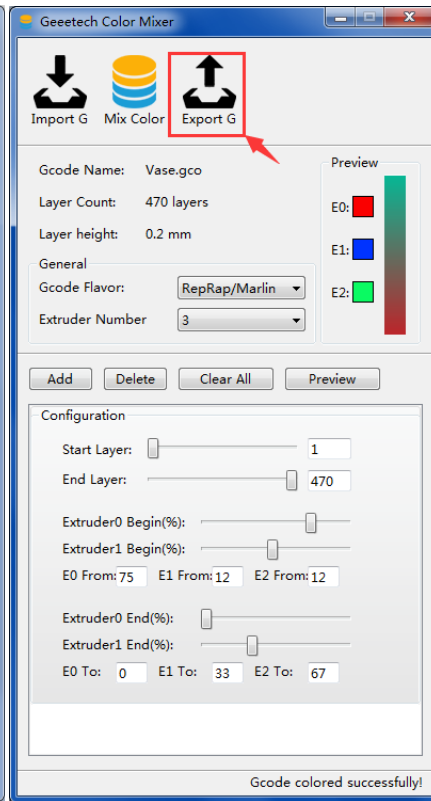 Geeetech Color Mixer
Import G Mix Color Export G
Gcode Name: Vase.gco
Layer Count: 470 layers
Layer height: 0.2 mm
General
Gcode Flavor: RepRap/Marlin
Extruder Number 3
Preview
E0:
E1:
E2:
Add Delete Clear All Preview
Configuration
Start Layer: 1
End Layer: 470
Extruder0 Begin(%):
Extruder1 Begin(%):
E0 From: 75 E1 From: 12 E2 From: 12
Extruder0 End(%):
Extruder1 End(%):
E0 To: 0 E1 To: 33 E2 To: 67
Gcode colored successfully!